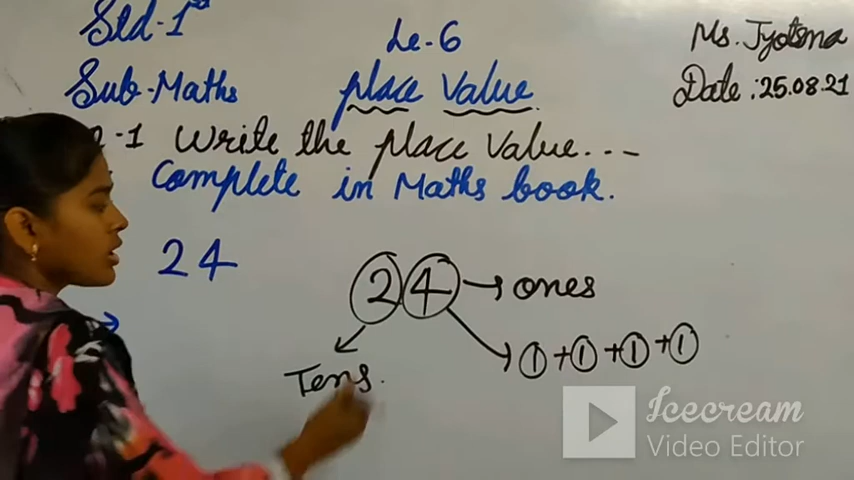 Std-1st
Le-6
Ms. Jyotsna
Sub-Maths
place Value.
Date :25.08.21
-1 Write the place Value...
Complete in Maths book.
24
24 → ones
1 + 1 + 1 + 1
Tens.
Icecream
Video Editor